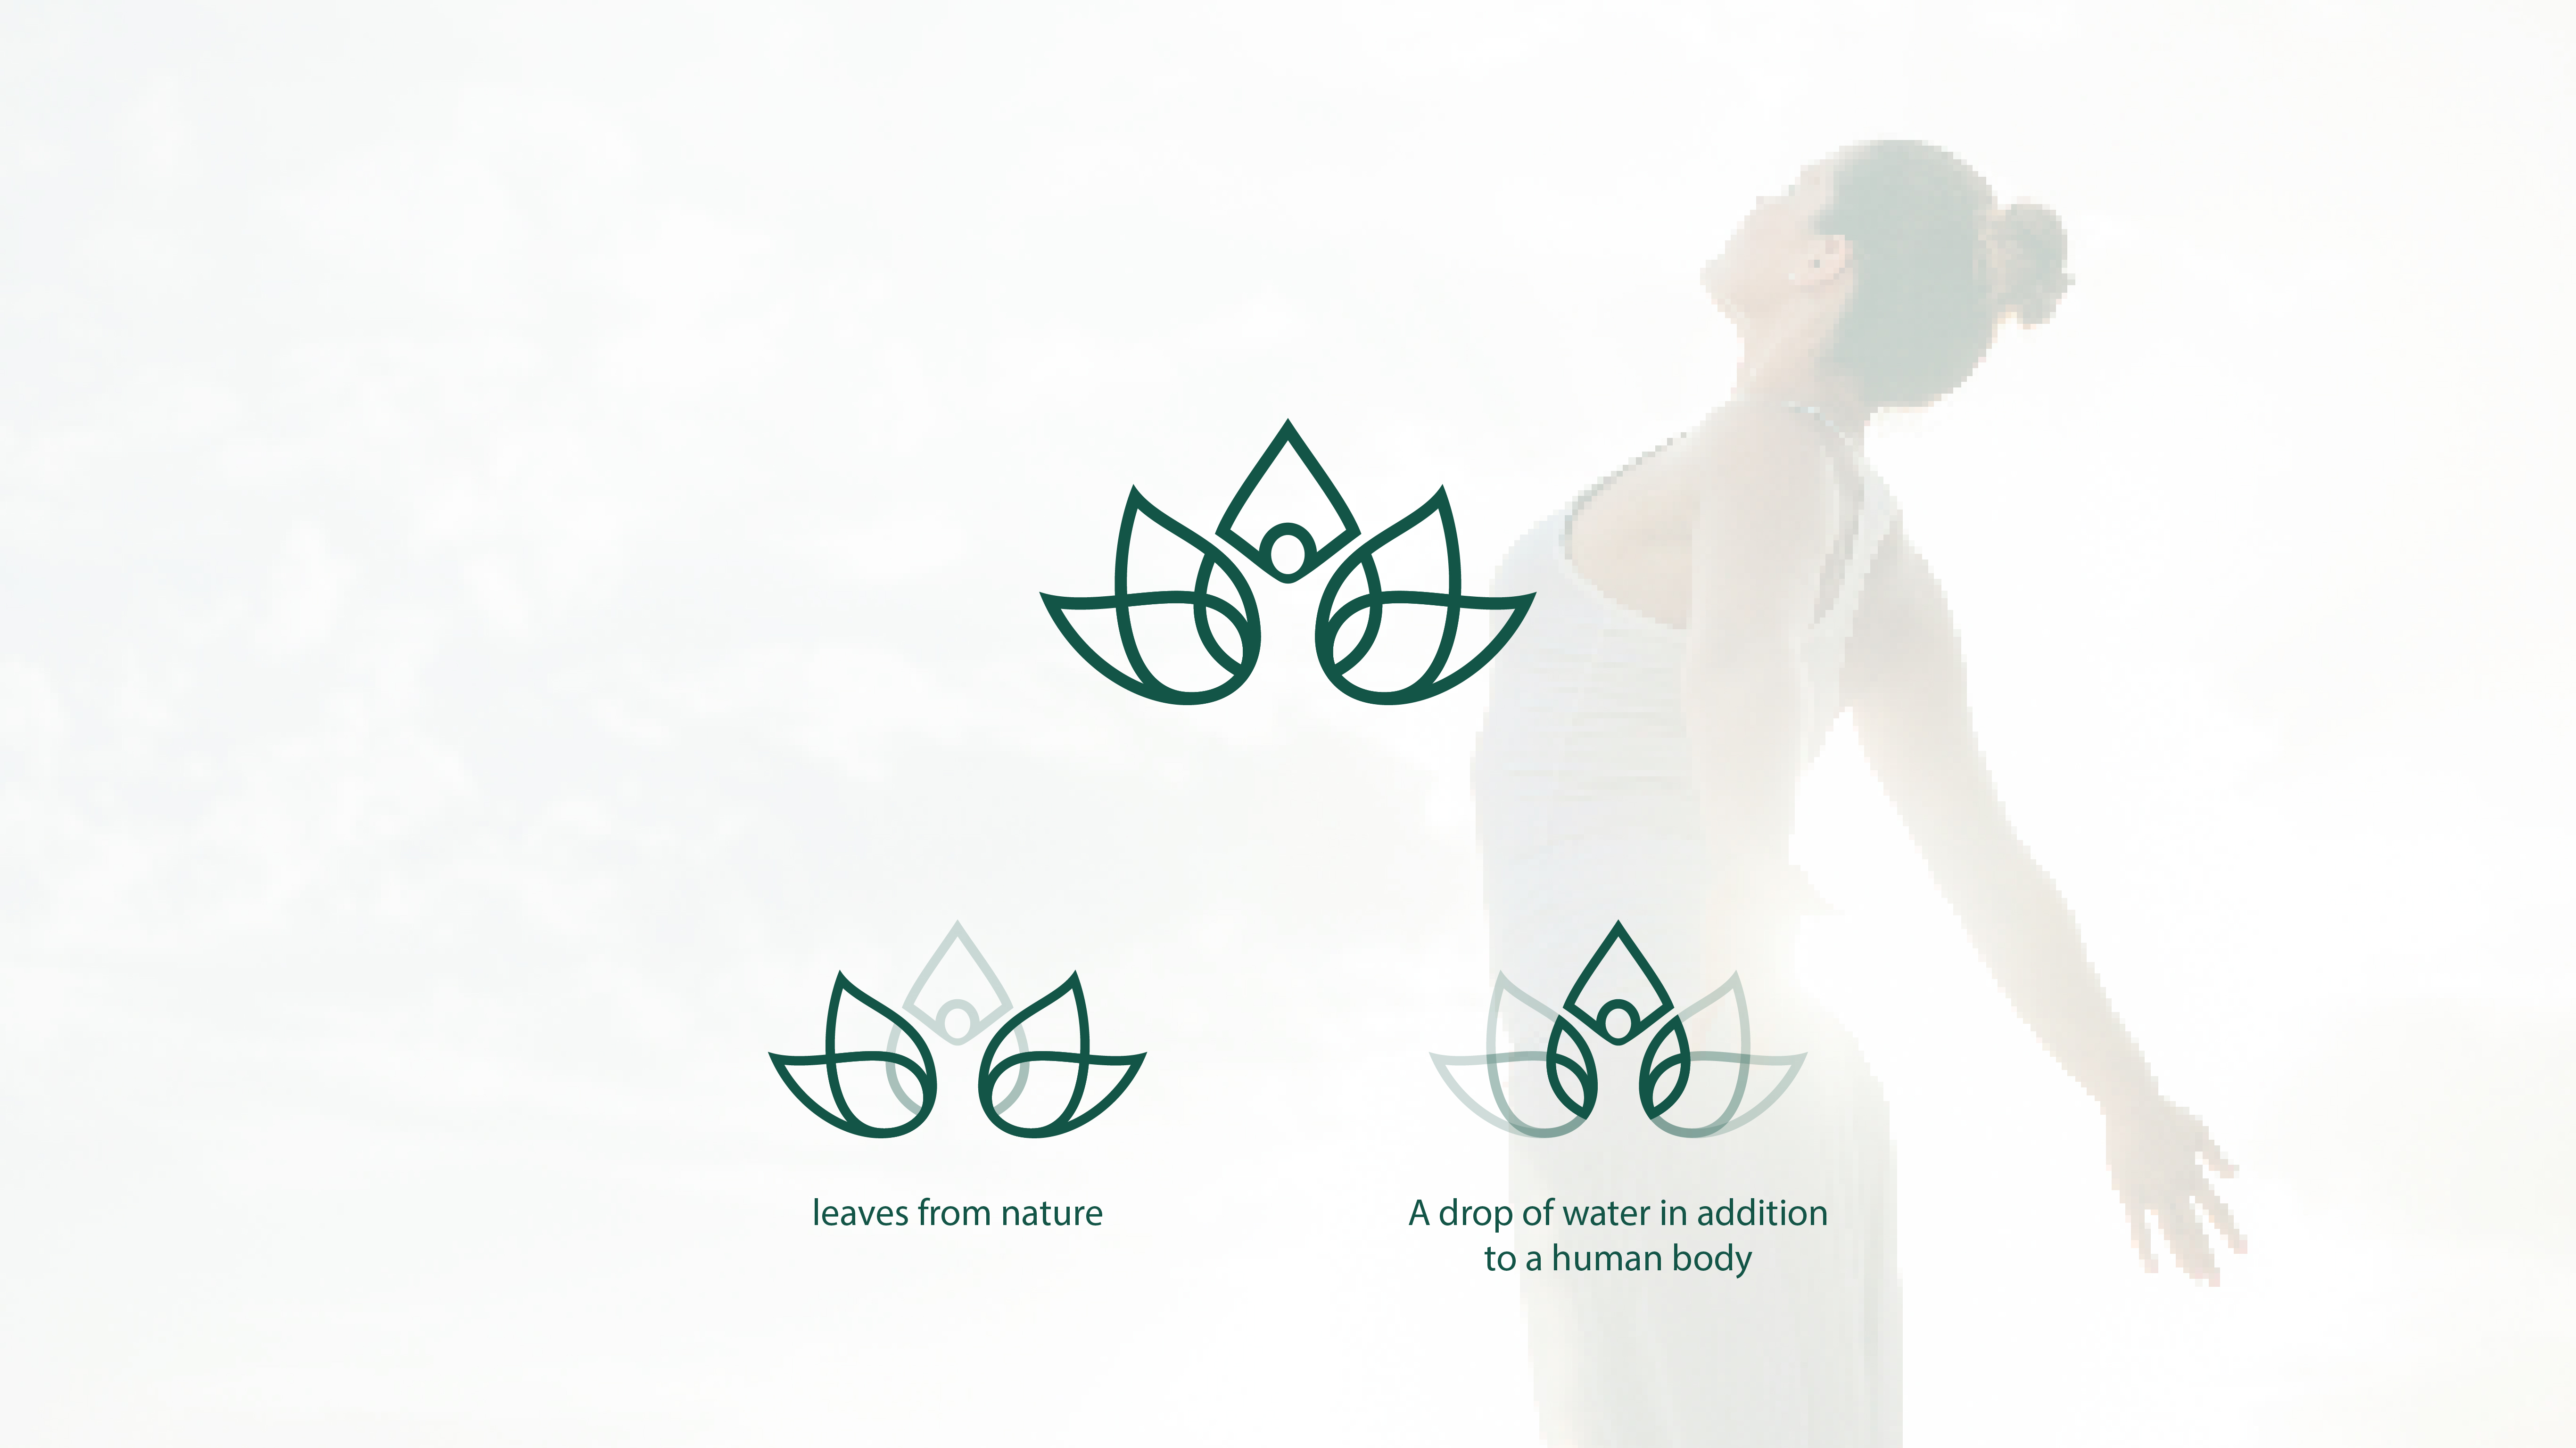 leaves from nature
A drop of water in addition
to a human body